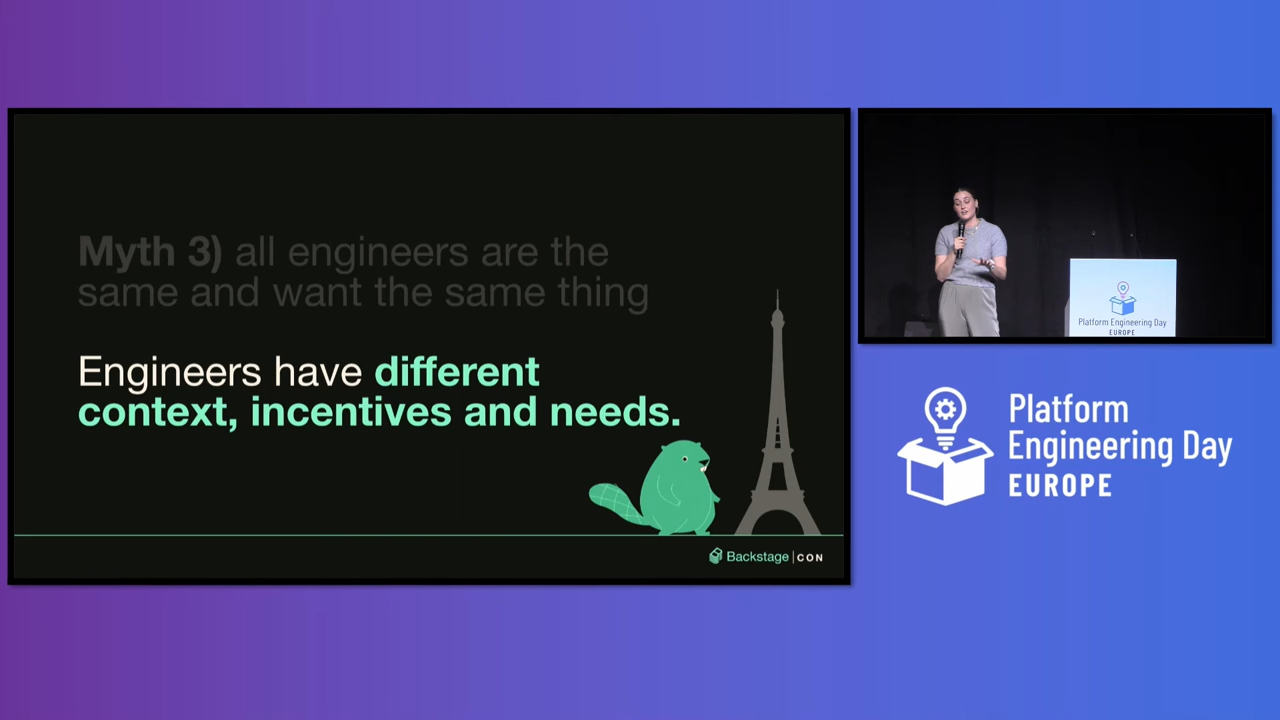 Myth 3) all engineers are the
same and want the same thing
Engineers have different
context, incentives and needs.
Backstage | CON
Platform Engineering Day
EUROPE
Platform
Engineering Day
EUROPE